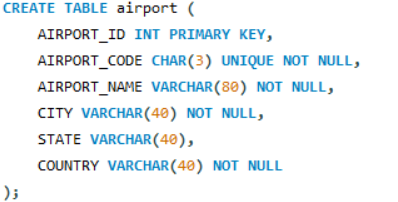 CREATE TABLE airport (
AIRPORT_ID INT PRIMARY KEY,
AIRPORT_CODE CHAR(3) UNIQUE NOT NULL,
AIRPORT_NAME VARCHAR(80) NOT NULL,
CITY VARCHAR(40) NOT NULL,
STATE VARCHAR(40),
COUNTRY VARCHAR(40) NOT NULL
);